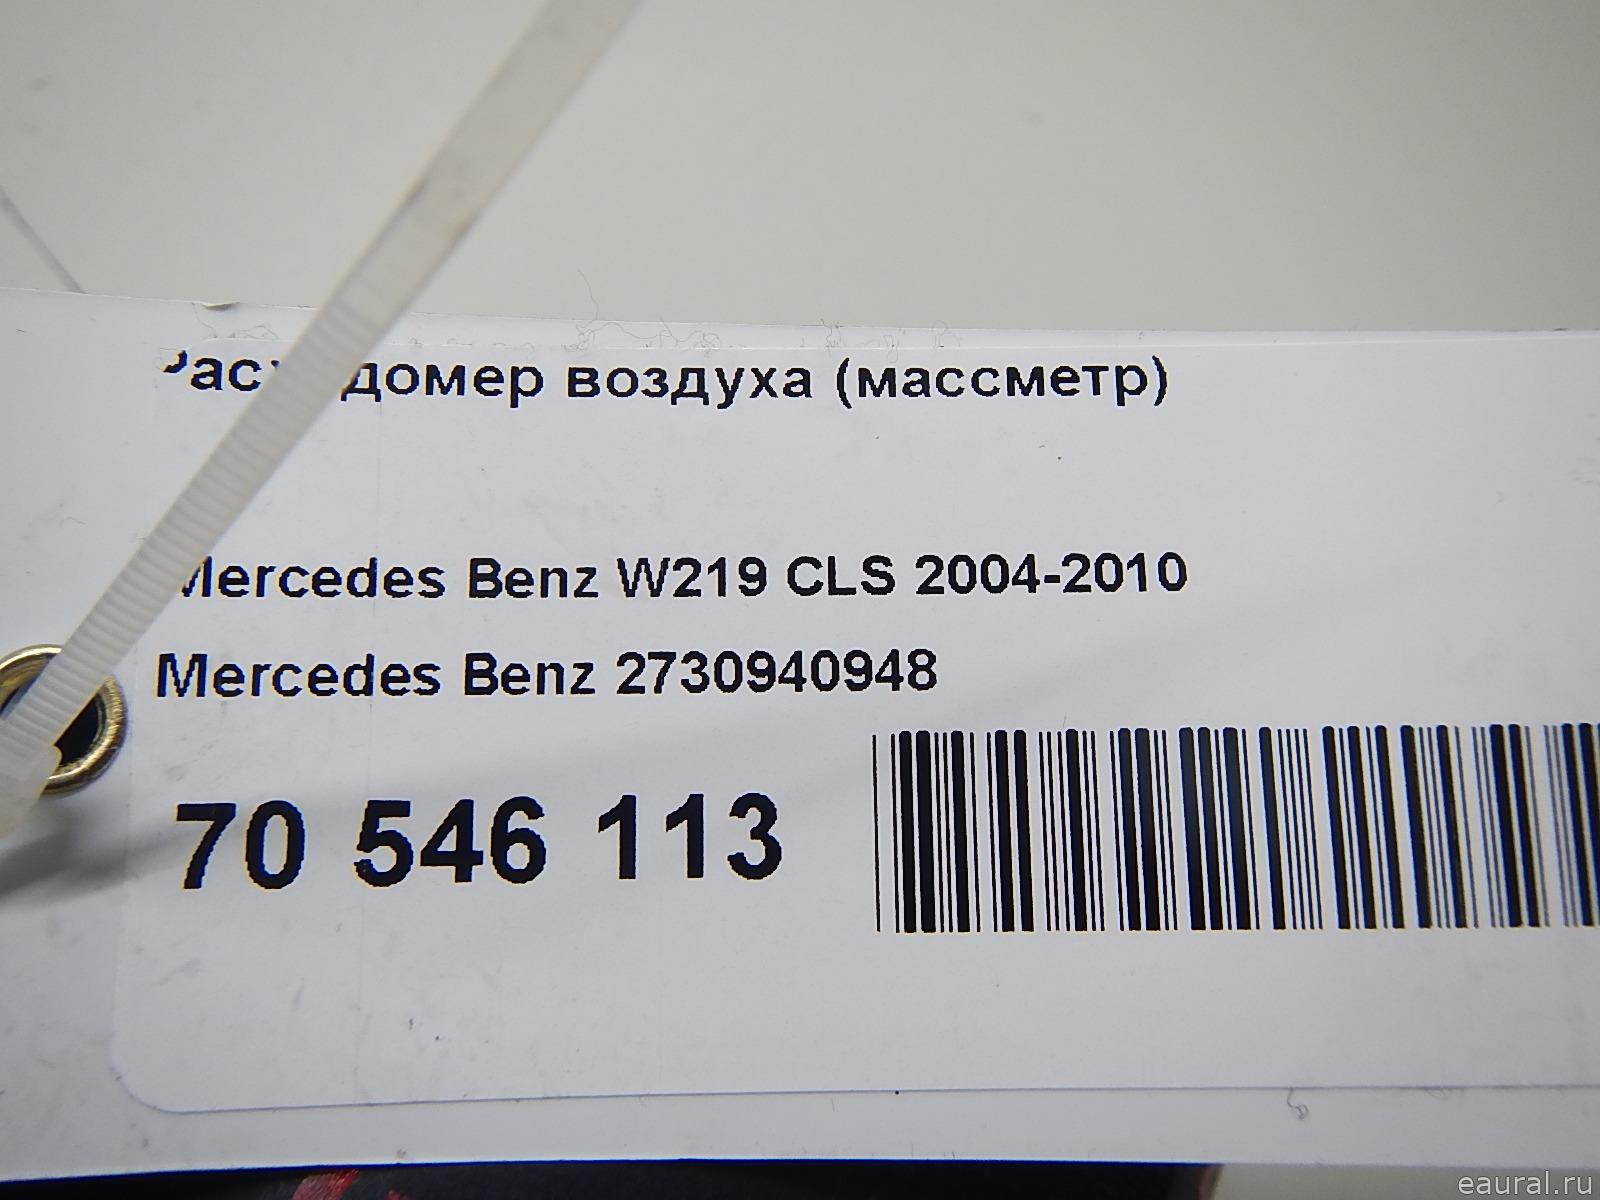 Расходомер воздуха (массметр)
Mercedes Benz W219 CLS 2004-2010
Mercedes Benz 2730940948
70 546 113
eaural.ru